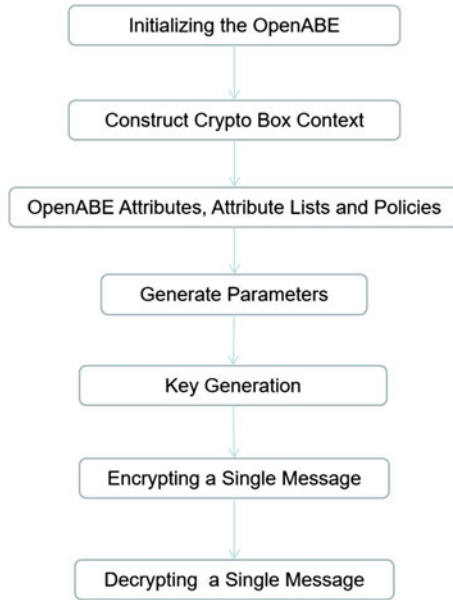 Initializing the OpenABE
Construct Crypto Box Context
OpenABE Attributes, Attribute Lists and Policies
Generate Parameters
Key Generation
Encrypting a Single Message
Decrypting a Single Message